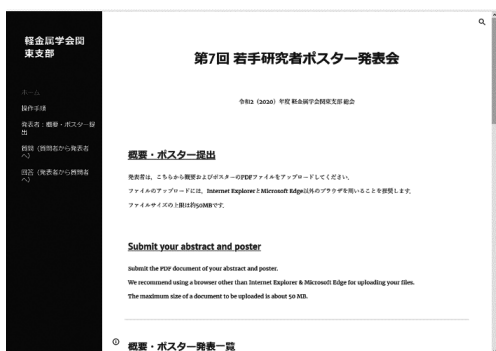 軽金属学会関
東支部
ホーム
操作手順
発表者：概要・ポスター提
出
質問（質問者から発表者
へ）
回答（発表者から質問者
へ）
第7回 若手研究者ポスター発表会
令和2（2020）年度 軽金属学会関東支部 総会
概要・ポスター提出
発表者は、こちらから概要およびポスターのPDFファイルをアップロードしてください。
ファイルのアップロードには、Internet ExplorerとMicrosoft Edge以外のブラウザを用いることを推奨します.
ファイルサイズの上限は約50MBです.
Submit your abstract and poster
Submit the PDF document of your abstract and poster.
We recommend using a browser other than Internet Explorer & Microsoft Edge for uploading your files.
The maximum size of a document to be uploaded is about 50 MB.
概要・ポスター発表一覧